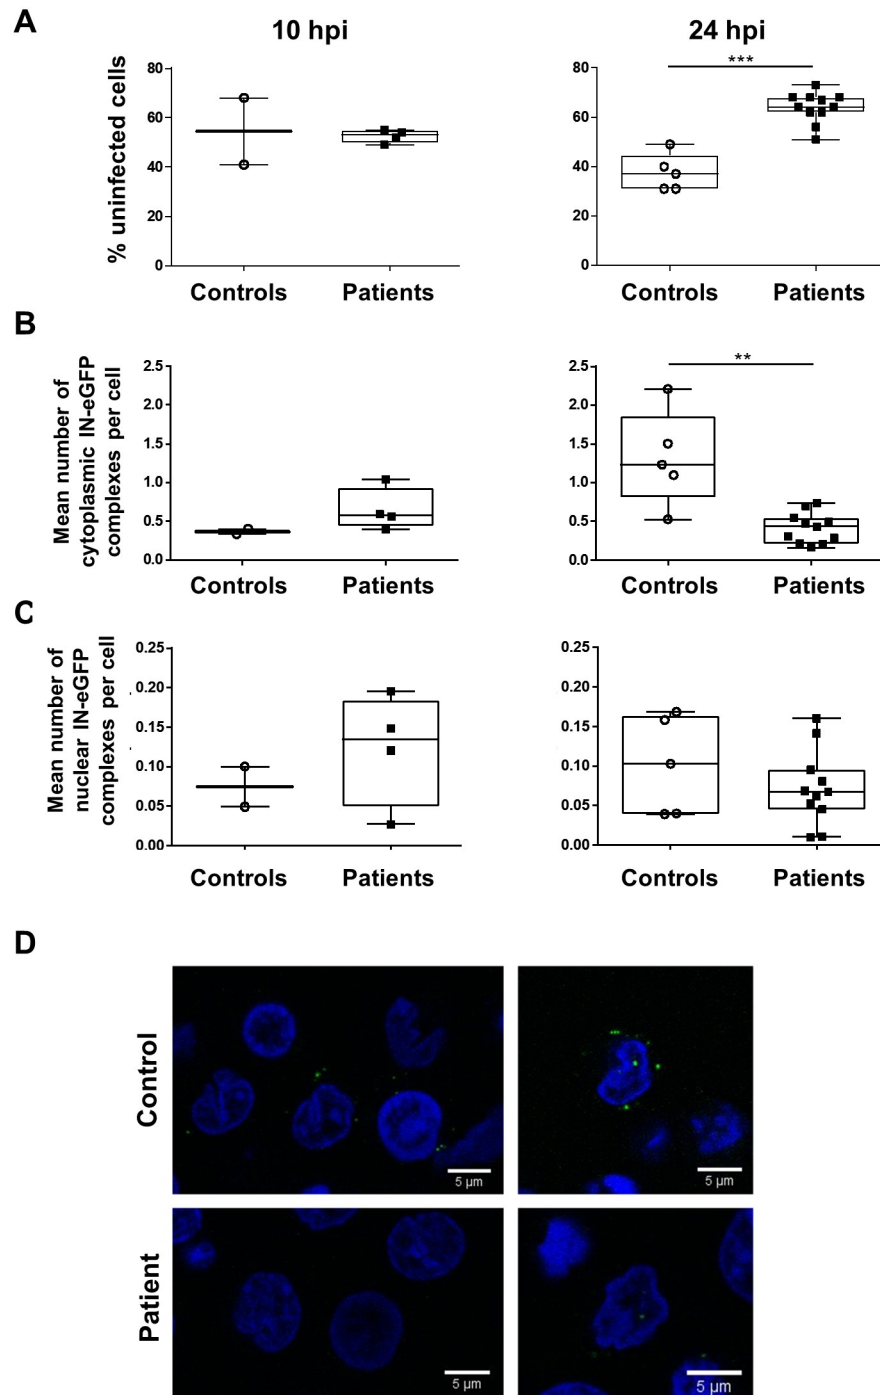 A
10 hpi
24 hpi
% uninfected cells
80
60
40
20
0
Controls
Patients
***
80
60
40
20
0
Controls
Patients
B
Mean number of
cytoplasmic IN-eGFP
complexes per cell
2.5
2.0
1.5
1.0
0.5
0.0
Controls
Patients
**
2.5
2.0
1.5
1.0
0.5
0.0
Controls
Patients
C
Mean number of
nuclear IN-eGFP
complexes per cell
0.25
0.20
0.15
0.10
0.05
0.00
Controls
Patients
0.25
0.20
0.15
0.10
0.05
0.00
Controls
Patients
D
Control
5 µm
5 µm
Patient
5 µm
5 µm